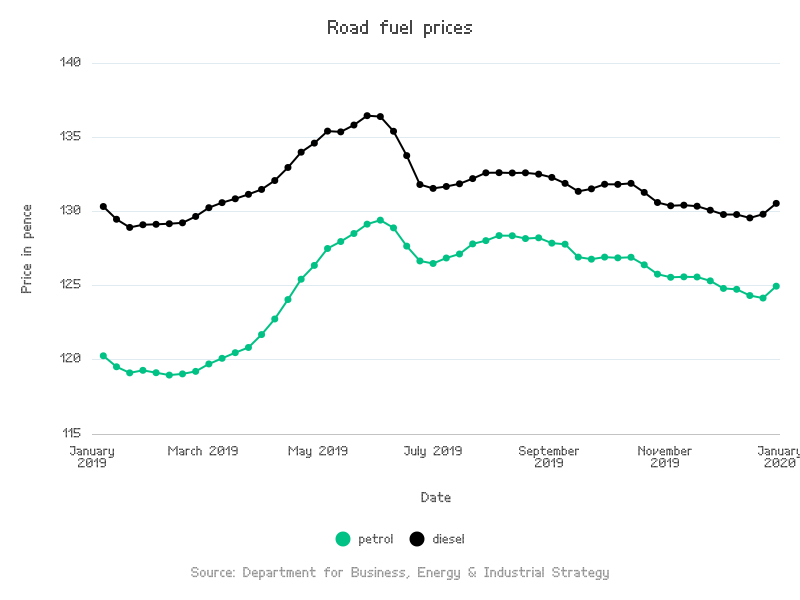 Road fuel prices
140
135
130
125
120
115
Price in pence
January
2019
March 2019
May 2019
July 2019
September
2019
November
2019
January
2020
Date
petrol
diesel
Source: Department for Business, Energy & Industrial Strategy